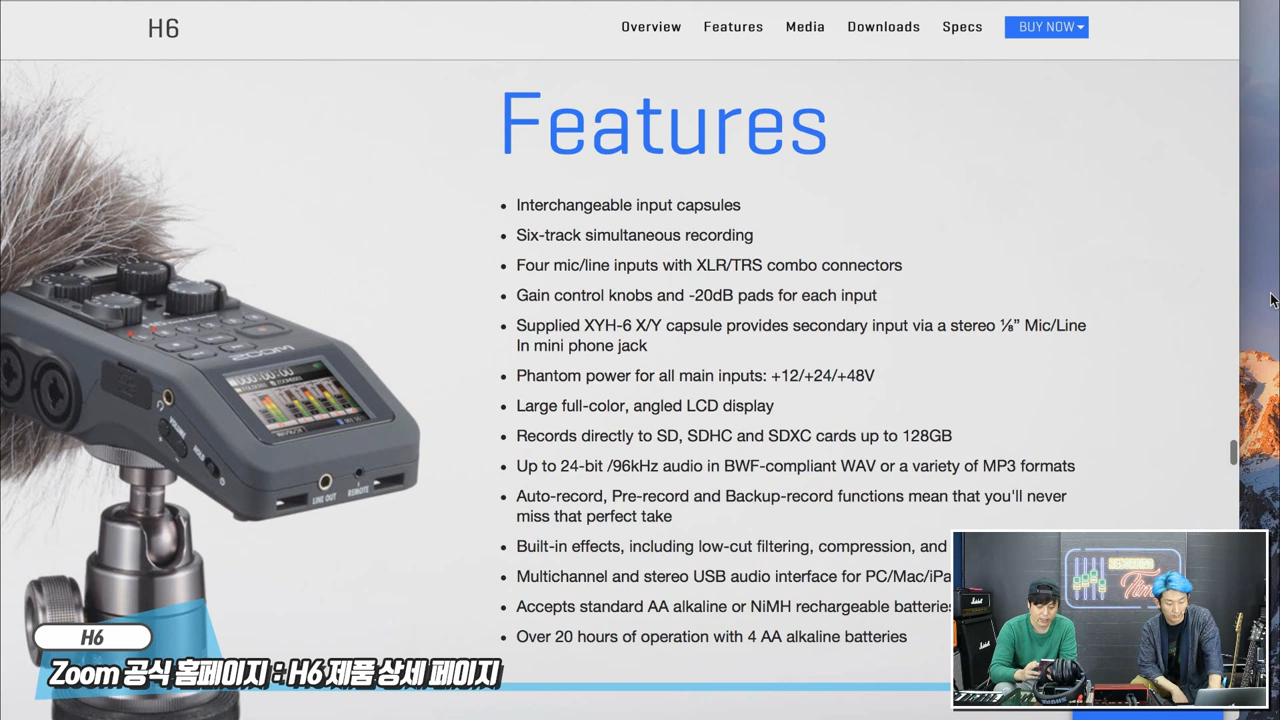 H6
Overview
Features
Media
Downloads
Specs
BUY NOW
Features
Interchangeable input capsules
Six-track simultaneous recording
Four mic/line inputs with XLR/TRS combo connectors
Gain control knobs and -20dB pads for each input
Supplied XYH-6 X/Y capsule provides secondary input via a stereo ⅛” Mic/Line
In mini phone jack
Phantom power for all main inputs: +12/+24/+48V
Large full-color, angled LCD display
Records directly to SD, SDHC and SDXC cards up to 128GB
Up to 24-bit /96kHz audio in BWF-compliant WAV or a variety of MP3 formats
Auto-record, Pre-record and Backup-record functions mean that you'll never
miss that perfect take
Built-in effects, including low-cut filtering, compression, and
Multichannel and stereo USB audio interface for PC/Mac/iPa
Accepts standard AA alkaline or NiMH rechargeable batteries
Over 20 hours of operation with 4 AA alkaline batteries
ZOOM
VOLUME
HOLD
LINE OUT
REMOTE
Time
Marshall
H6
Zoom 공식 홈페이지 : H6 제품 상세 페이지